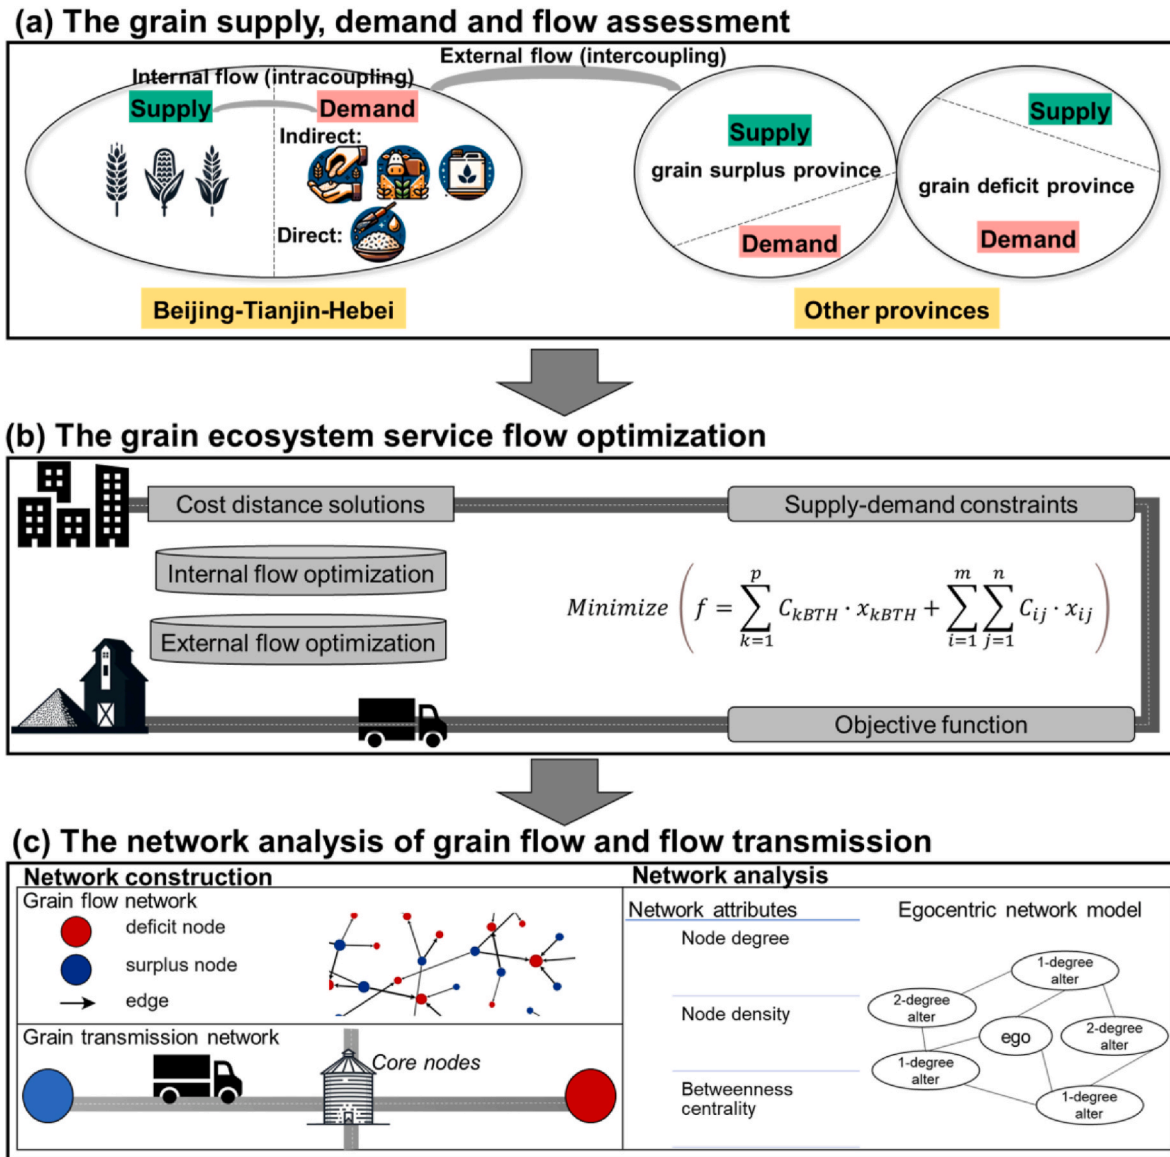 (a) The grain supply, demand and flow assessment
External flow (intercoupling)
Internal flow (intracoupling)
Supply
Demand
Indirect:
Direct:
Beijing-Tianjin-Hebei
Supply
grain surplus province
Demand
Supply
grain deficit province
Demand
Other provinces
(b) The grain ecosystem service flow optimization
Cost distance solutions
Supply-demand constraints
Internal flow optimization
External flow optimization
Minimize ( f = ∑_{k=1}^{p} C_{kBTH} · x_{kBTH} + ∑_{i=1}^{m} ∑_{j=1}^{n} C_{ij} · x_{ij} )
Objective function
(c) The network analysis of grain flow and flow transmission
Network construction
Grain flow network
deficit node
surplus node
edge
Grain transmission network
Core nodes
Network analysis
Network attributes
Node degree
Node density
Betweenness
centrality
Egocentric network model
1-degree
alter
2-degree
alter
ego
2-degree
alter
1-degree
alter
1-degree
alter